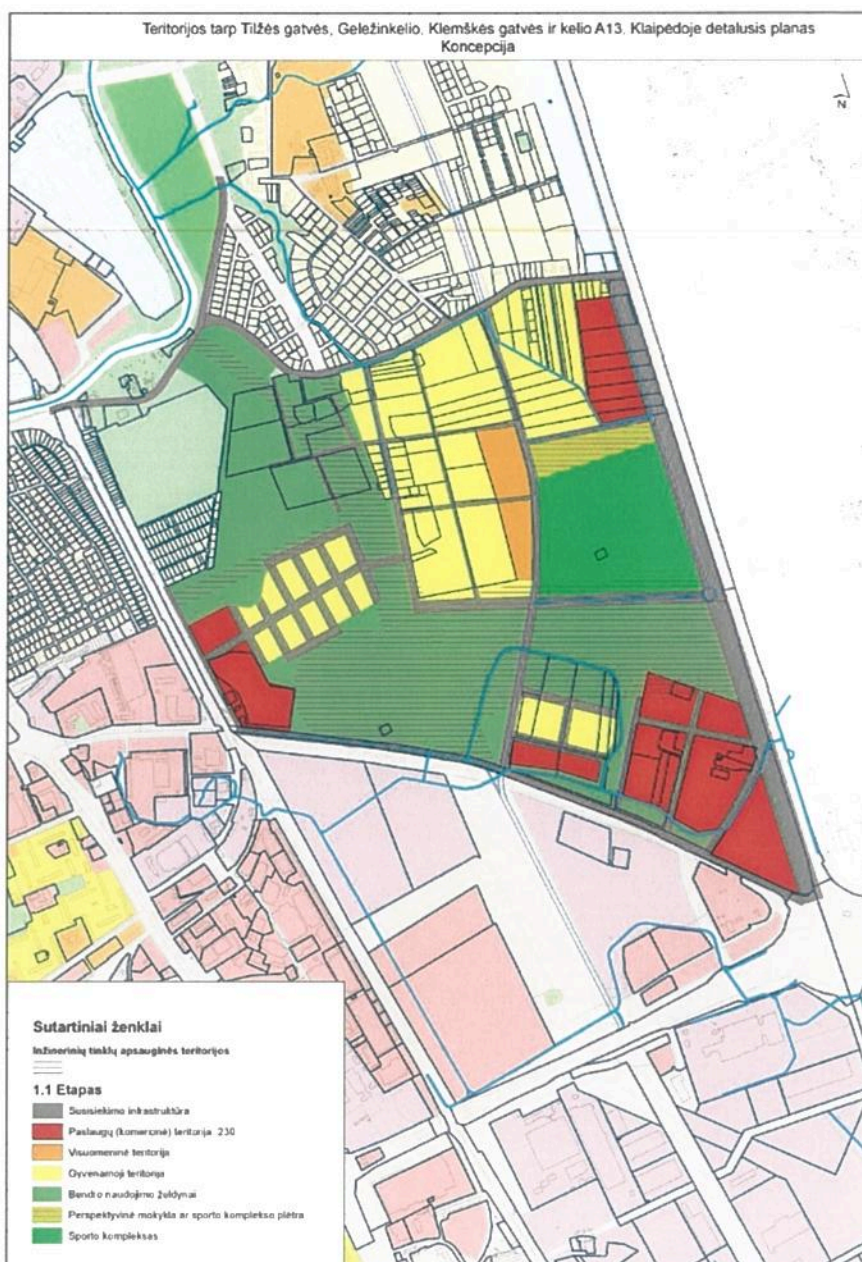 Teritorijos tarp Tilžės gatvės, Geležinkelio, Klemškės gatvės ir kelio A13, Klaipėdoje detalusis planas
Koncepcija
N
Sutartiniai ženklai
Inžinerinių tinklų apsauginės teritorijos
1.1 Etapas
Susisiekimo infrastruktūra
Paslaugų (komercinė) teritorija 230
Visuomeninė teritorija
Gyvenamoji teritorija
Bendro naudojimo želdynai
Perspektyvinė mokykla ar sporto komplekso plėtra
Sporto kompleksas